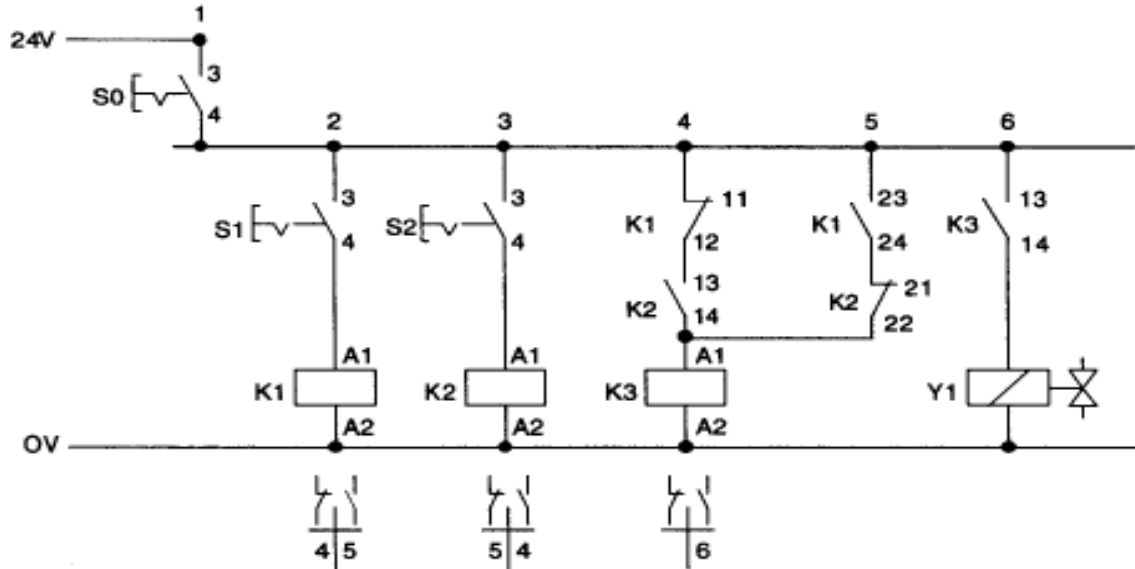 1
24V
3
S0
4
2 3 4 5 6
3 3 11 23 13
S1 S2 K1 K1 K3
4 4 12 24 14
13 21
K2 K2
14 22
A1 A1 A1
K1 K2 K3 Y1
A2 A2 A2
OV
4 5 5 4 6